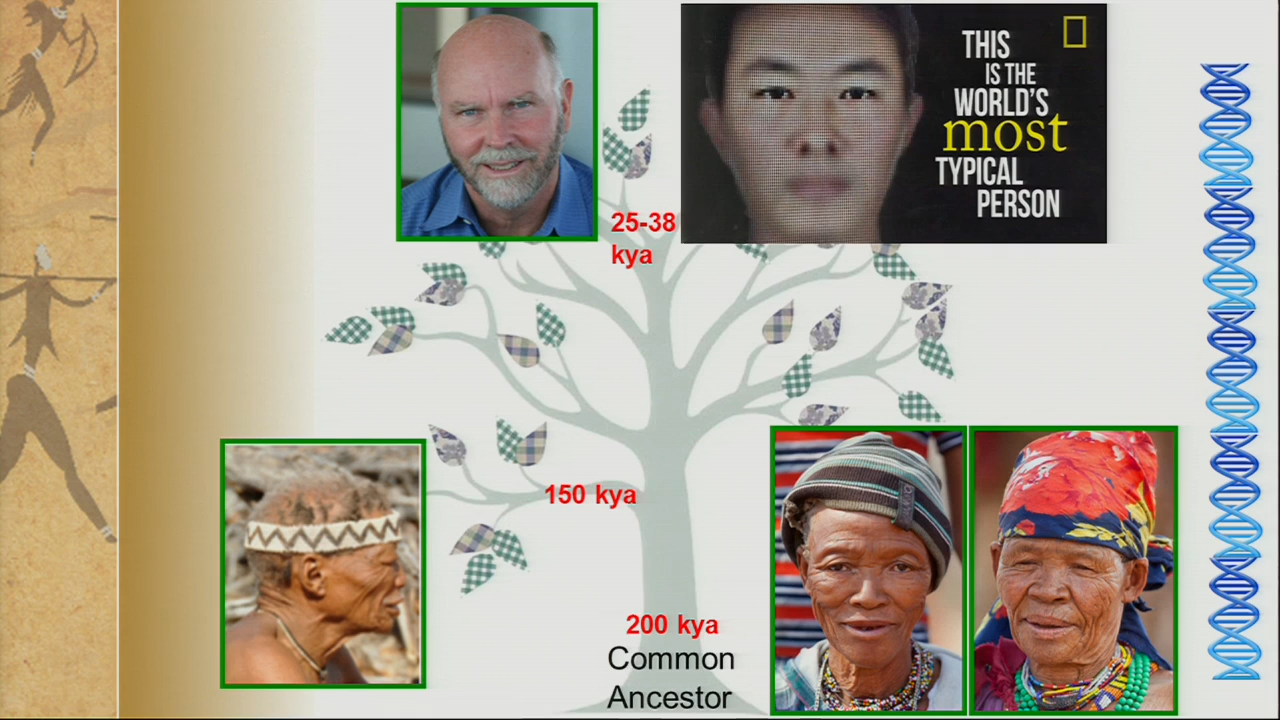 THIS
IS THE
WORLD'S
most
TYPICAL
PERSON
25-38
kya
150 kya
200 kya
Common
Ancestor